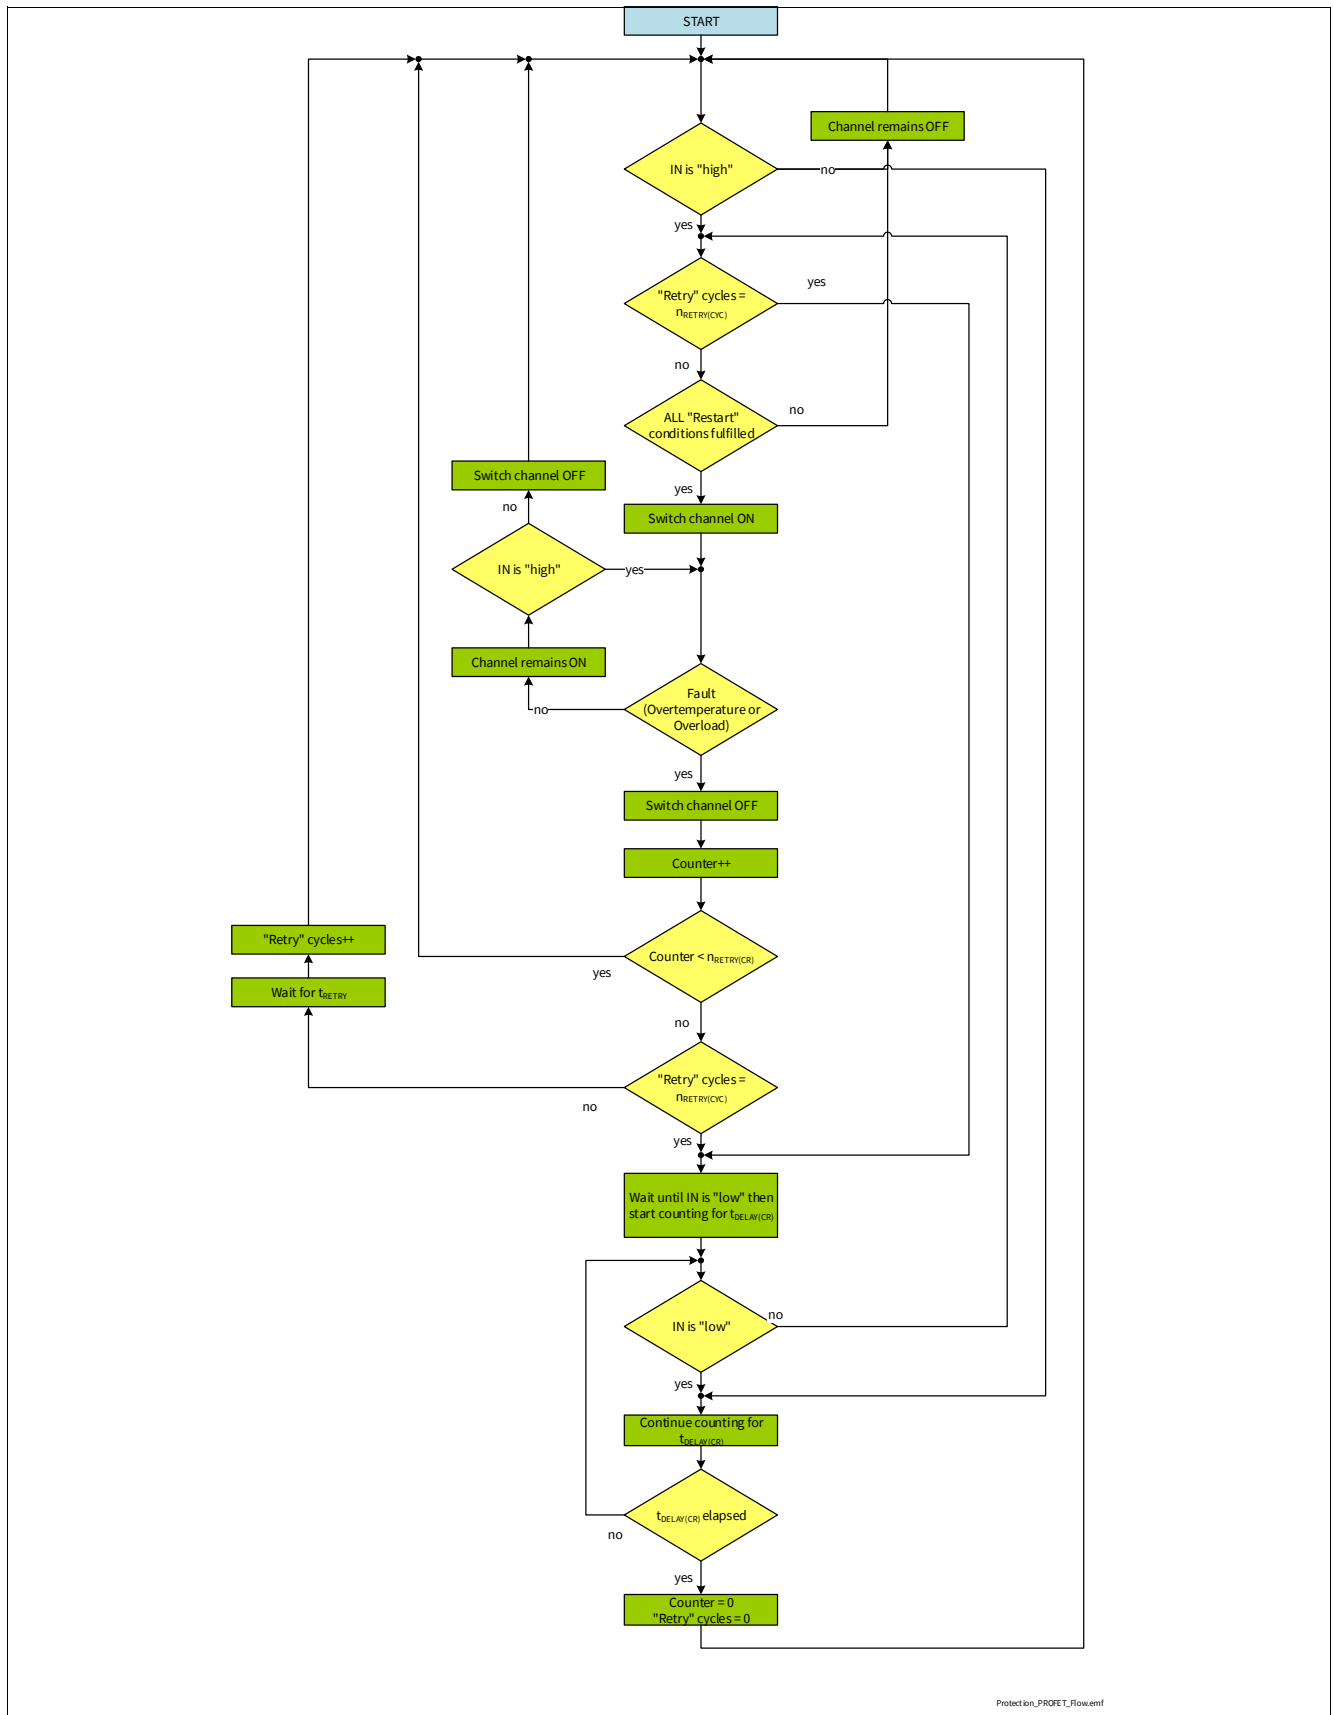 START
Channel remains OFF
IN is "high"
no
yes
yes
"Retry" cycles =
nRETRY(CYC)
no
ALL "Restart"
conditions fulfilled
no
Switch channel OFF
yes
no
Switch channel ON
IN is "high"
yes
Channel remains ON
Fault
(Overtemperature or
Overload)
no
yes
Switch channel OFF
Counter++
"Retry" cycles++
Counter < nRETRY(CR)
yes
Wait for tRETRY
no
"Retry" cycles =
nRETRY(CYC)
no
yes
Wait until IN is "low" then
start counting for tDELAY(CR)
no
IN is "low"
yes
Continue counting for
tDELAY(CR)
tDELAY(CR) elapsed
no
yes
Counter = 0
"Retry" cycles = 0
Protection_PROFET_Flow.emf